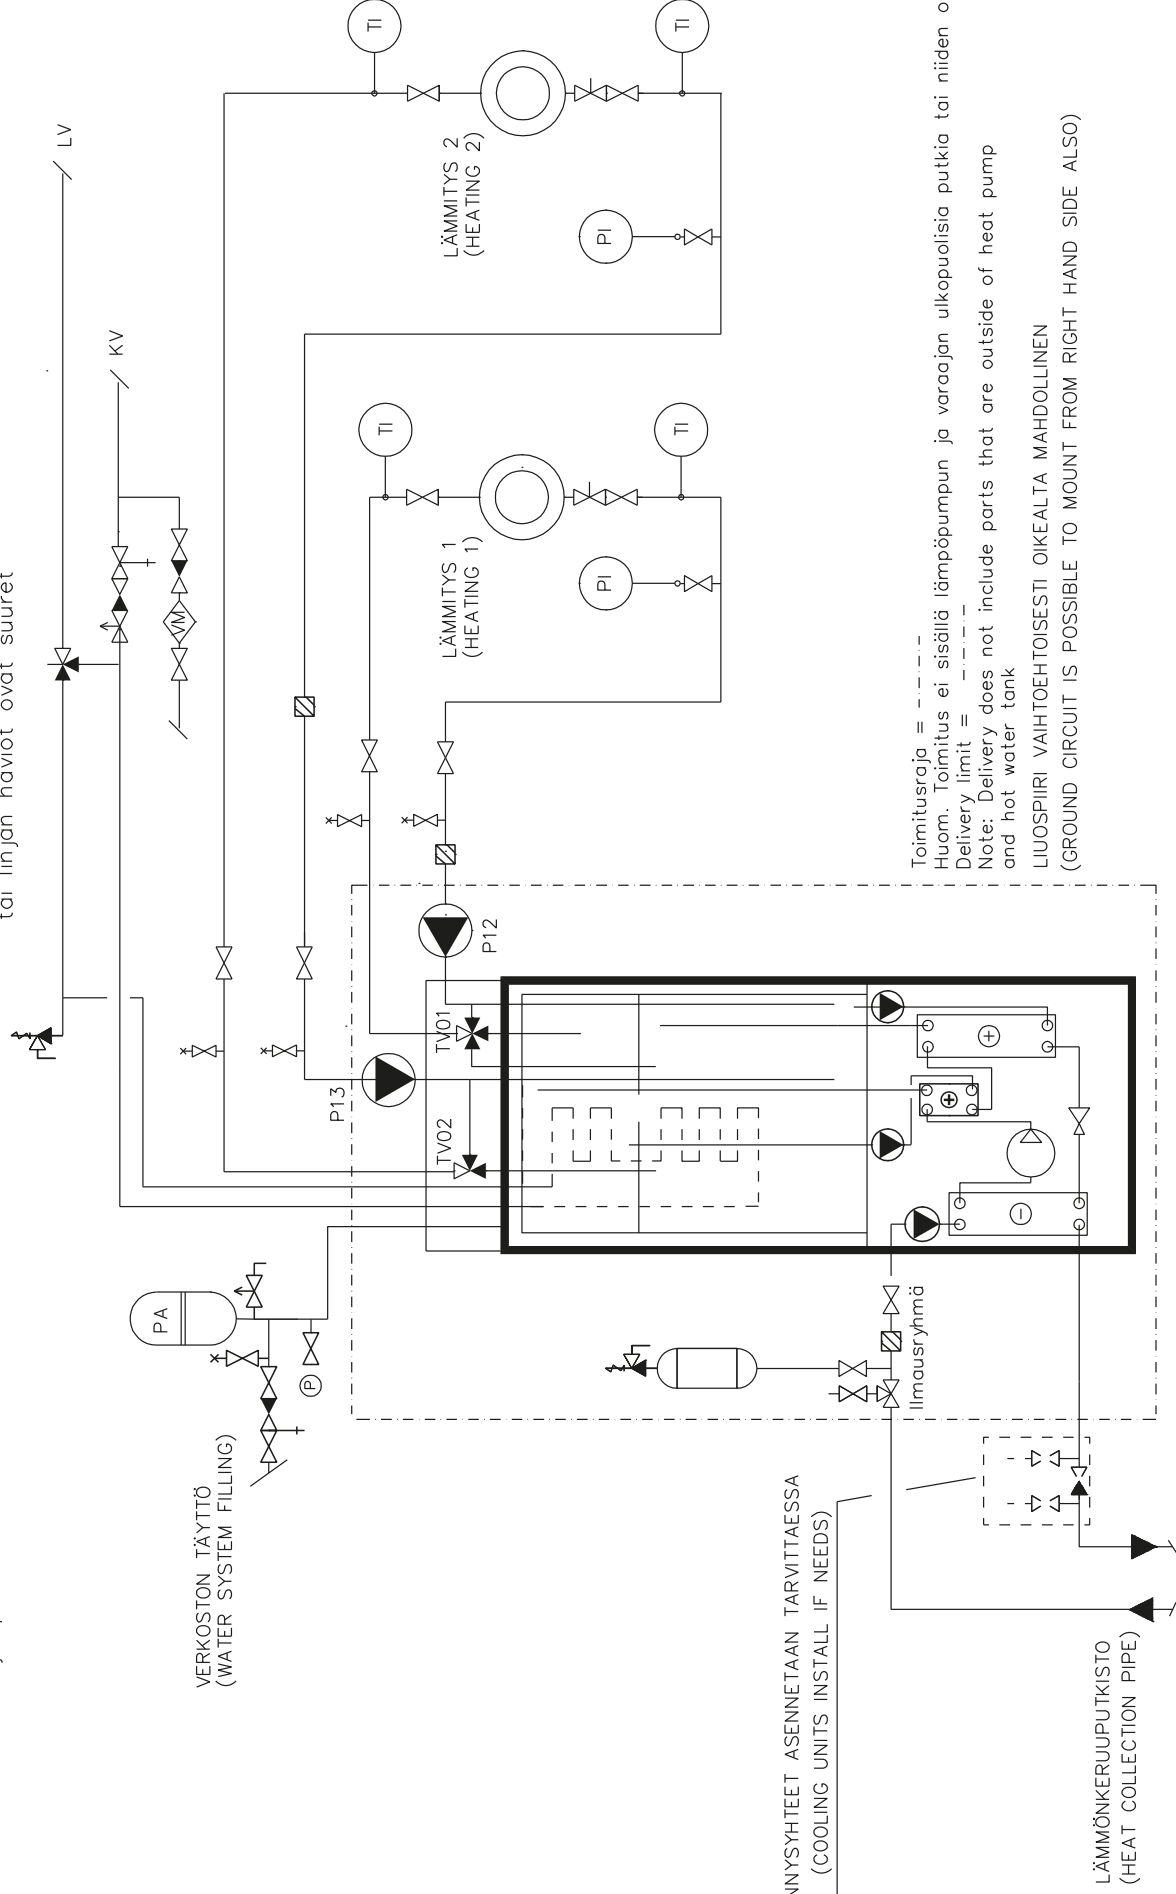 tai linjan häviöt ovat suuret
LV
KV
VM
TI
TI
LÄMMITYS 2
(HEATING 2)
PI
TI
TI
LÄMMITYS 1
(HEATING 1)
PI
Toimitusraja = -·-·-·-
Huom. Toimitus ei sisällä lämpöpumpun ja varaajan ulkopuolisia putkia tai niiden o
Delivery limit = -·-·-·-
Note: Delivery does not include parts that are outside of heat pump
and hot water tank
LIUOSPIIRI VAIHTOEHTOISESTI OIKEALTA MAHDOLLINEN
(GROUND CIRCUIT IS POSSIBLE TO MOUNT FROM RIGHT HAND SIDE ALSO)
P12
P13
TV01
TV02
+
+
-
PA
P
Ilmausryhmä
VERKOSTON TÄYTTÖ
(WATER SYSTEM FILLING)
NNYSYHTEET ASENNETAAN TARVITTAESSA
(COOLING UNITS INSTALL IF NEEDS)
LÄMMÖNKERUUPUTKISTO
(HEAT COLLECTION PIPE)